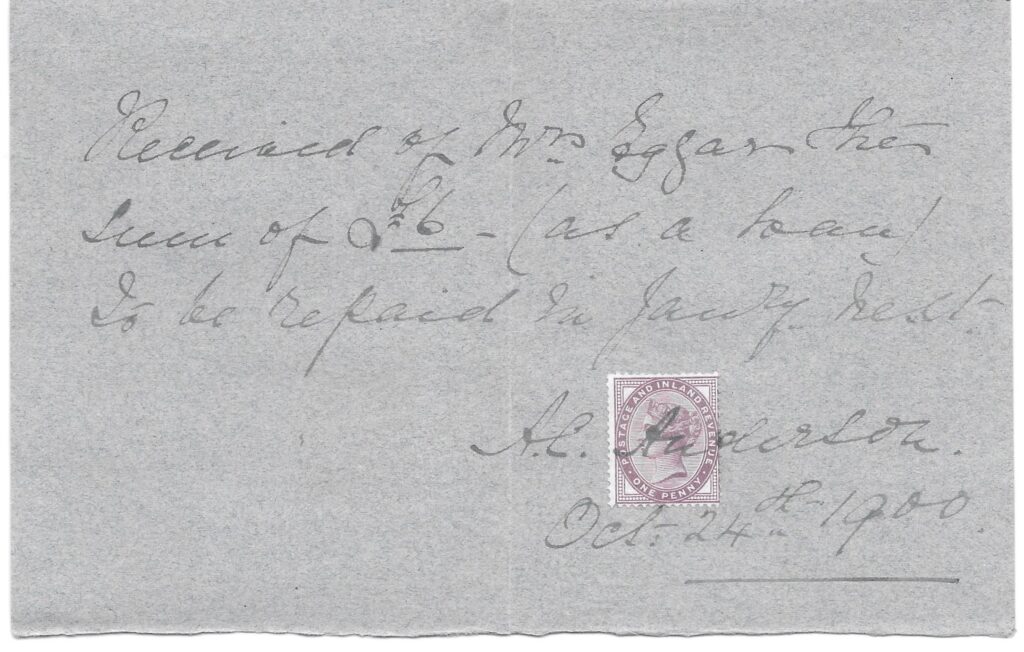 Received of Mrs Eggar the
sum of £6 - (as a loan)
to be repaid in Janry. next.
POSTAGE AND INLAND REVENUE
A.C. Anderson.
ONE PENNY
Oct: 24th 1900.